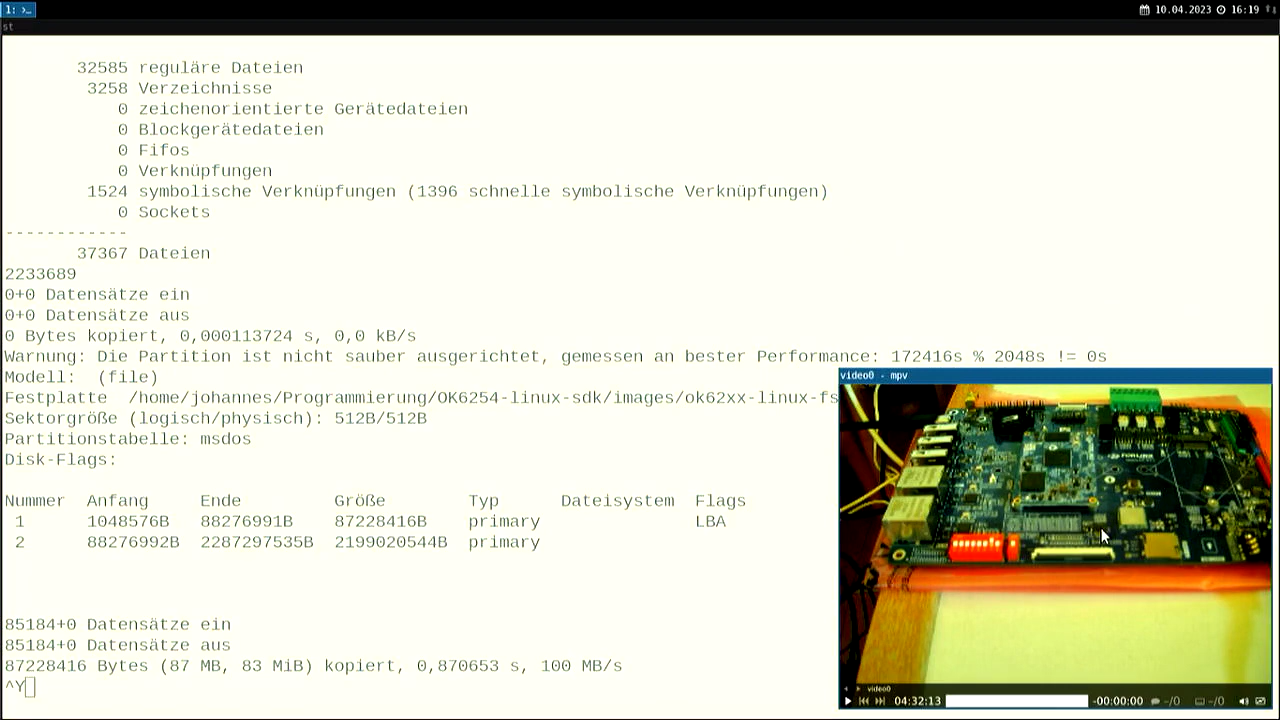 1: >_
10.04.2023 16:19
st
32585 reguläre Dateien
3258 Verzeichnisse
0 zeichenorientierte Gerätedateien
0 Blockgerätedateien
0 Fifos
0 Verknüpfungen
1524 symbolische Verknüpfungen (1396 schnelle symbolische Verknüpfungen)
0 Sockets
------------
37367 Dateien
2233689
0+0 Datensätze ein
0+0 Datensätze aus
0 Bytes kopiert, 0,000113724 s, 0,0 kB/s
Warnung: Die Partition ist nicht sauber ausgerichtet, gemessen an bester Performance: 172416s % 2048s != 0s
Modell:  (file)
Festplatte  /home/johannes/Programmierung/OK6254-linux-sdk/images/ok62xx-linux-fs
Sektorgröße (logisch/physisch): 512B/512B
Partitionstabelle: msdos
Disk-Flags:
Nummer  Anfang     Ende         Größe        Typ      Dateisystem  Flags
1      1048576B   88276991B    87228416B    primary               LBA
2      88276992B  2287297535B  2199020544B  primary
85184+0 Datensätze ein
85184+0 Datensätze aus
87228416 Bytes (87 MB, 83 MiB) kopiert, 0,870653 s, 100 MB/s
^Y
video0 - mpv
FORLINX
video0
04:32:13 -00:00:00 -/0 -/0